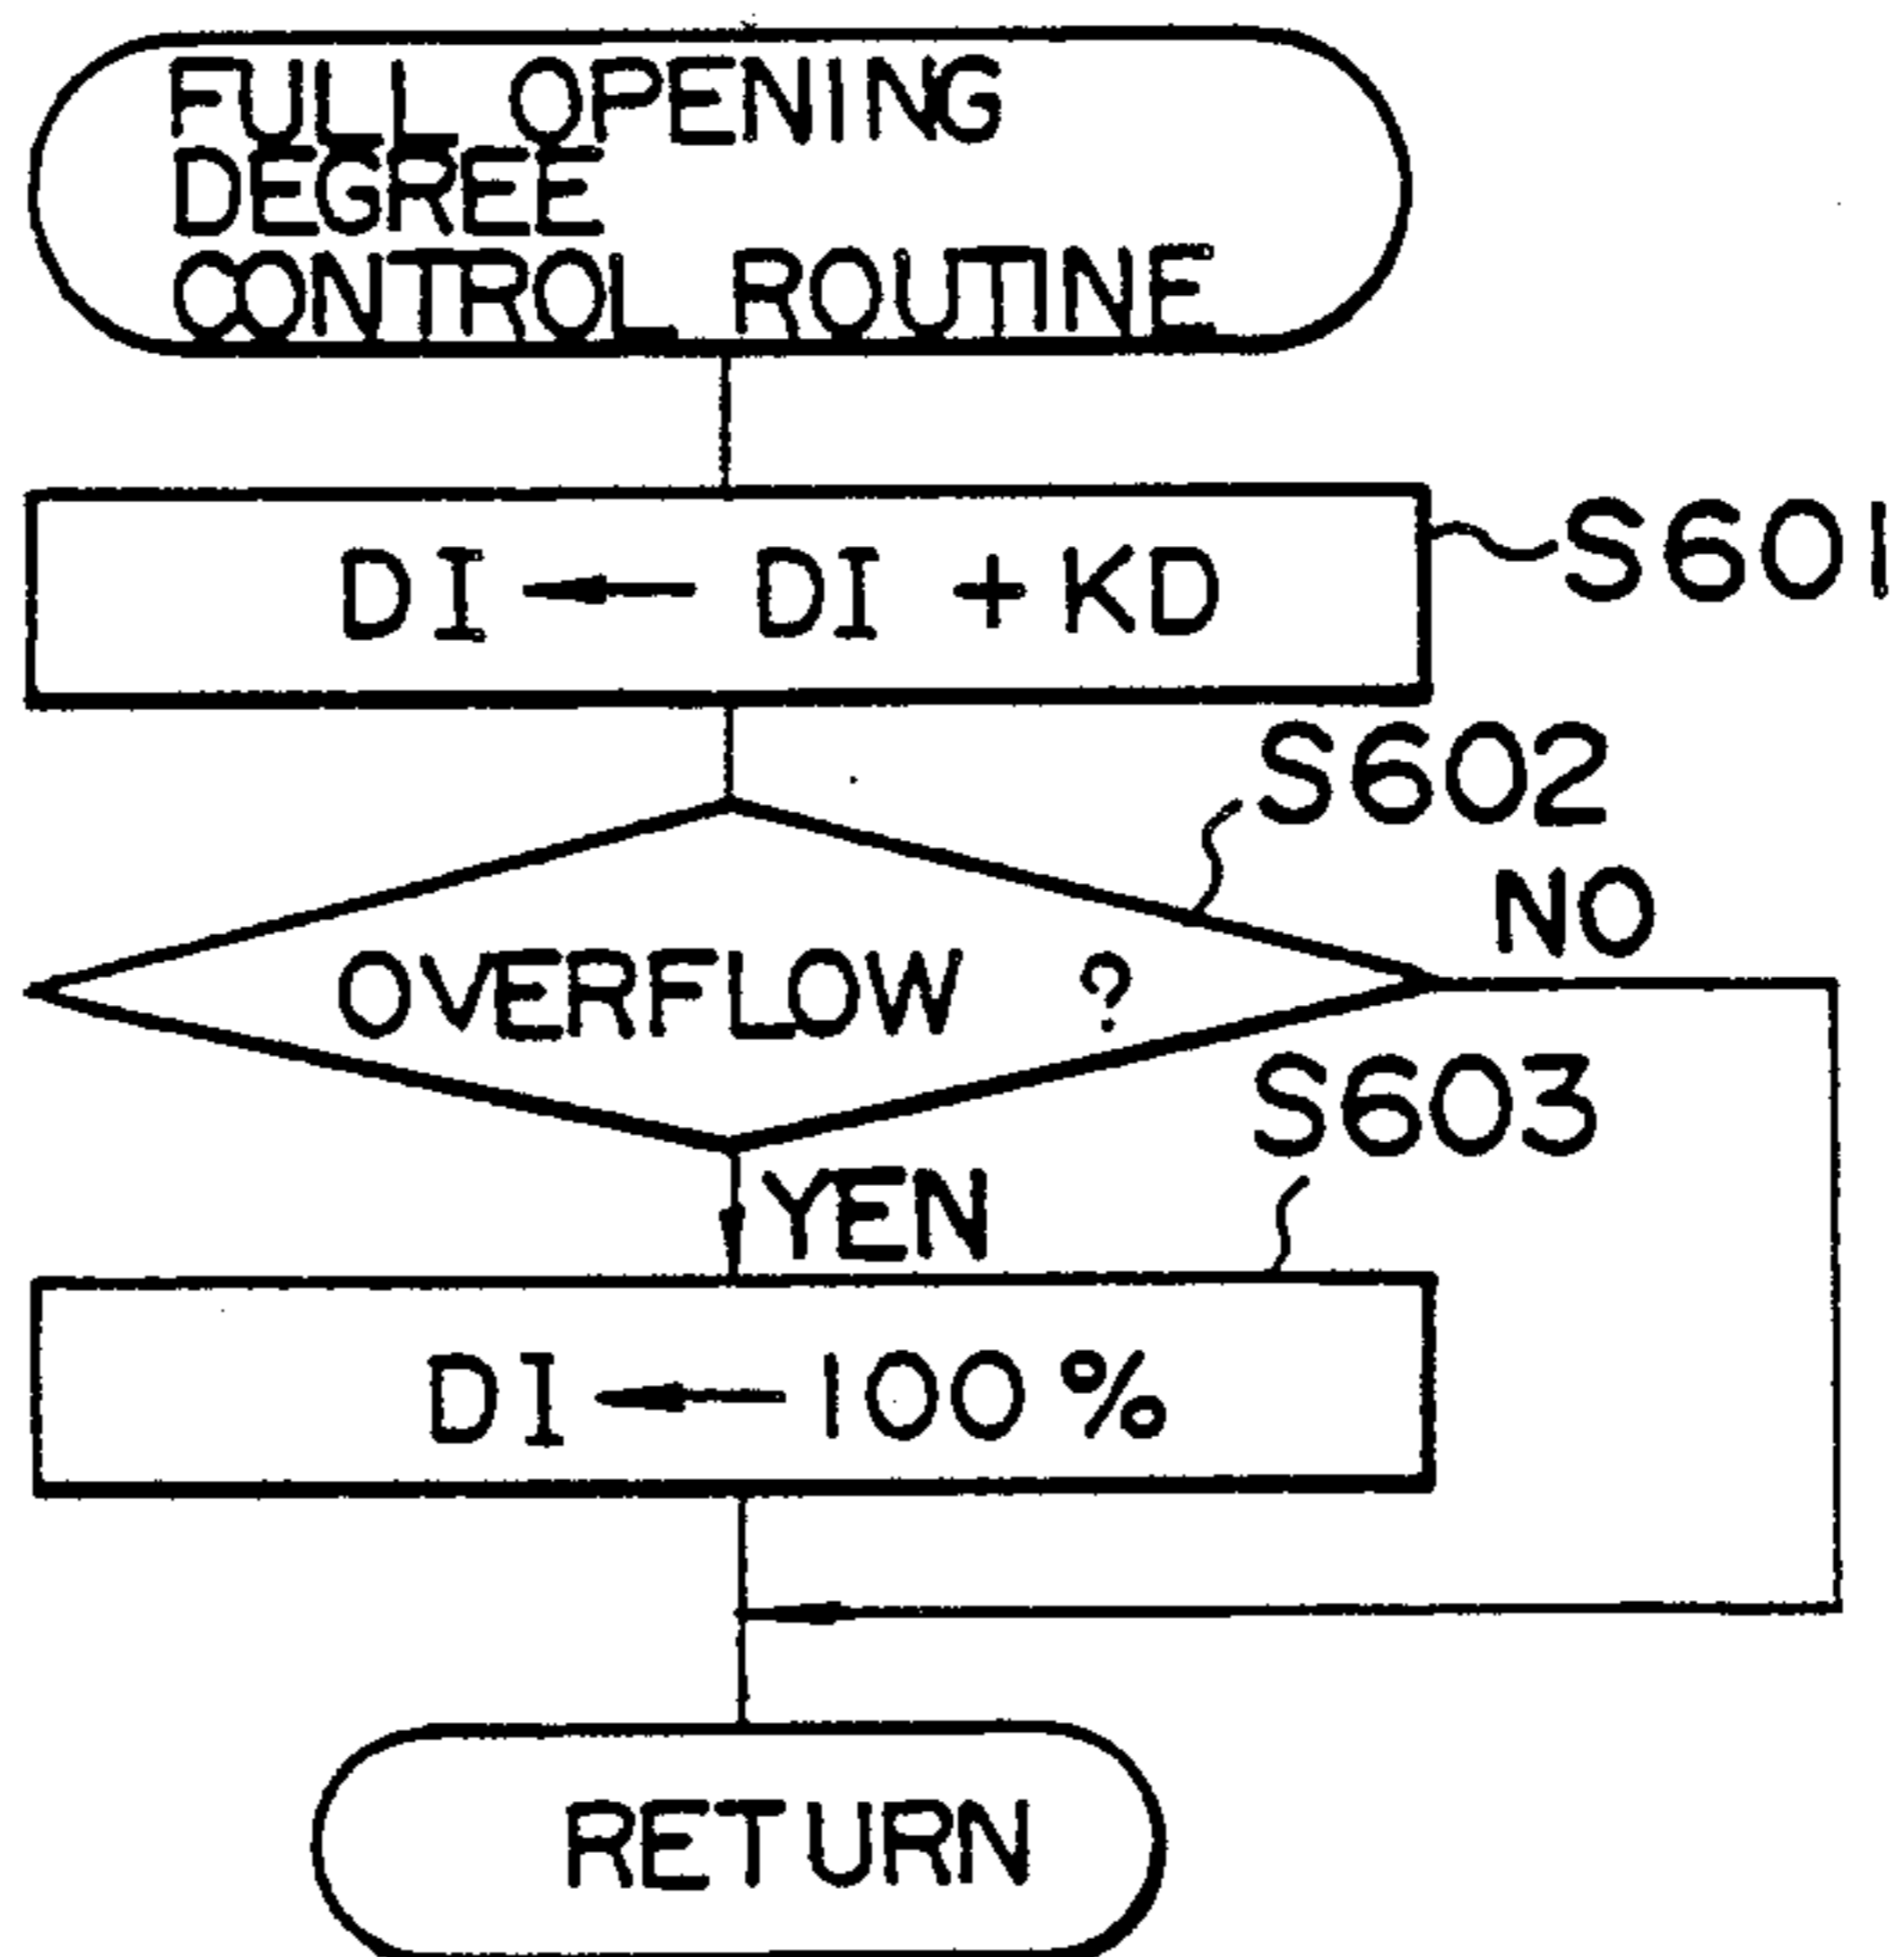 FULL OPENING
DEGREE
CONTROL ROUTINE
DI ← DI + KD
S601
S602
NO
OVERFLOW ?
S603
YEN
DI ← 100%
RETURN